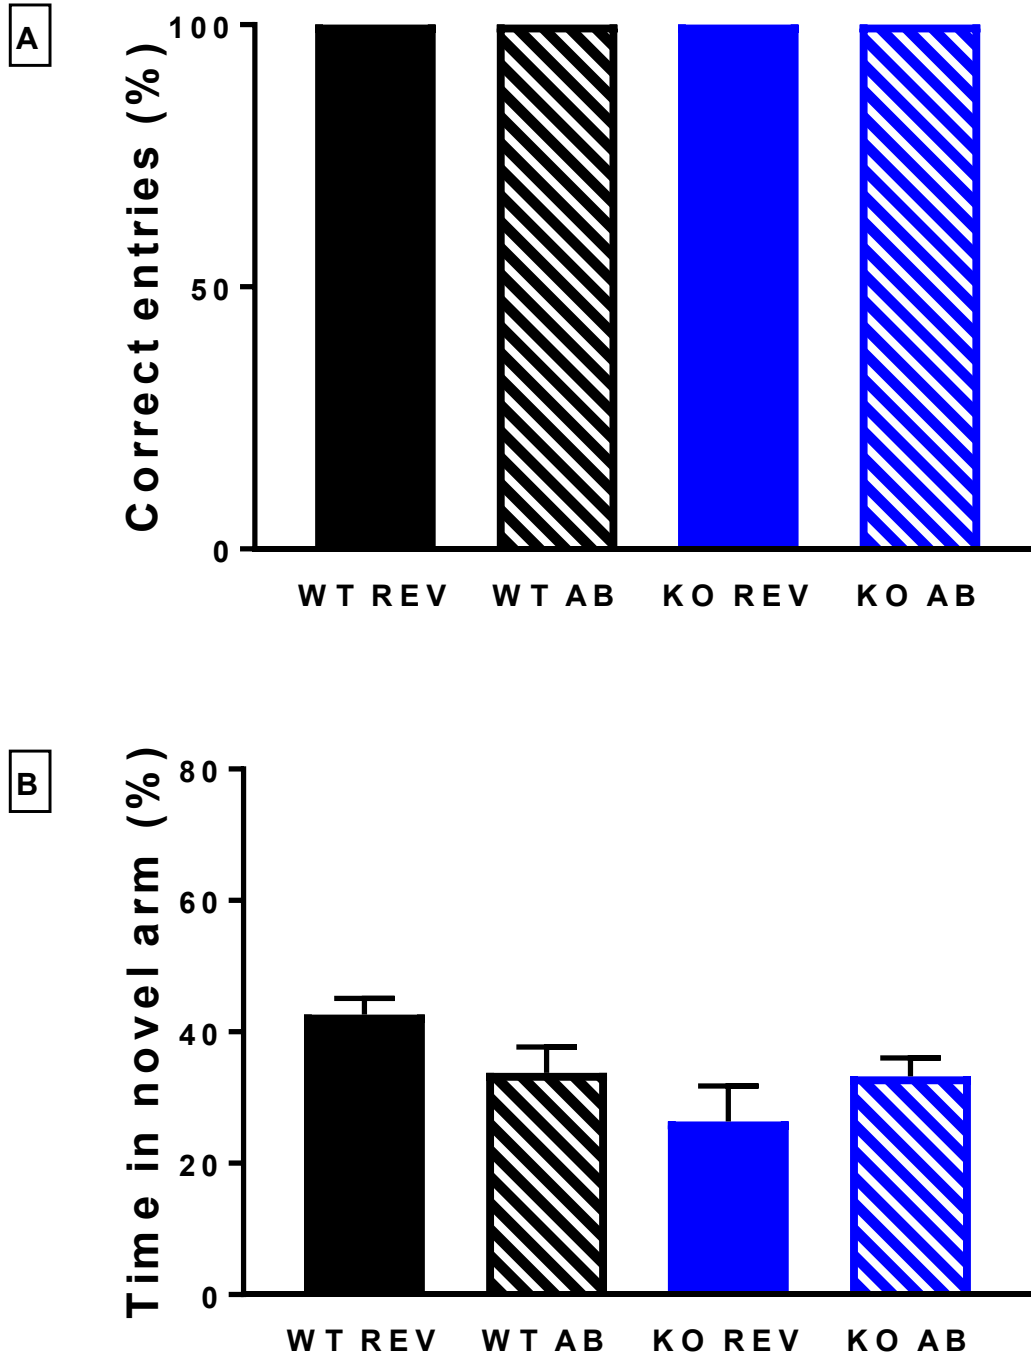 A
Correct entries (%)
100
50
0
WT REV WT AB KO REV KO AB
B
Time in novel arm (%)
80
60
40
20
0
WT REV WT AB KO REV KO AB